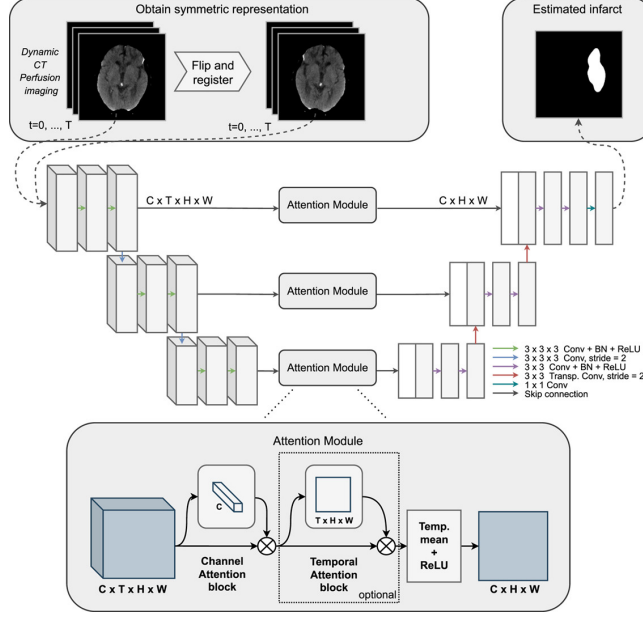 Obtain symmetric representation
Estimated infarct
Dynamic
CT
Perfusion
imaging
Flip and
register
t=0, ..., T
t=0, ..., T
C x T x H x W
Attention Module
C x H x W
Attention Module
Attention Module
3 x 3 x 3 Conv + BN + ReLU
3 x 3 x 3 Conv, stride = 2
3 x 3 Conv + BN + ReLU
3 x 3 Transp. Conv, stride = 2
1 x 1 Conv
Skip connection
Attention Module
C
T x H x W
Channel
Attention
block
Temporal
Attention
block
optional
Temp.
mean
+
ReLU
C x T x H x W
C x H x W